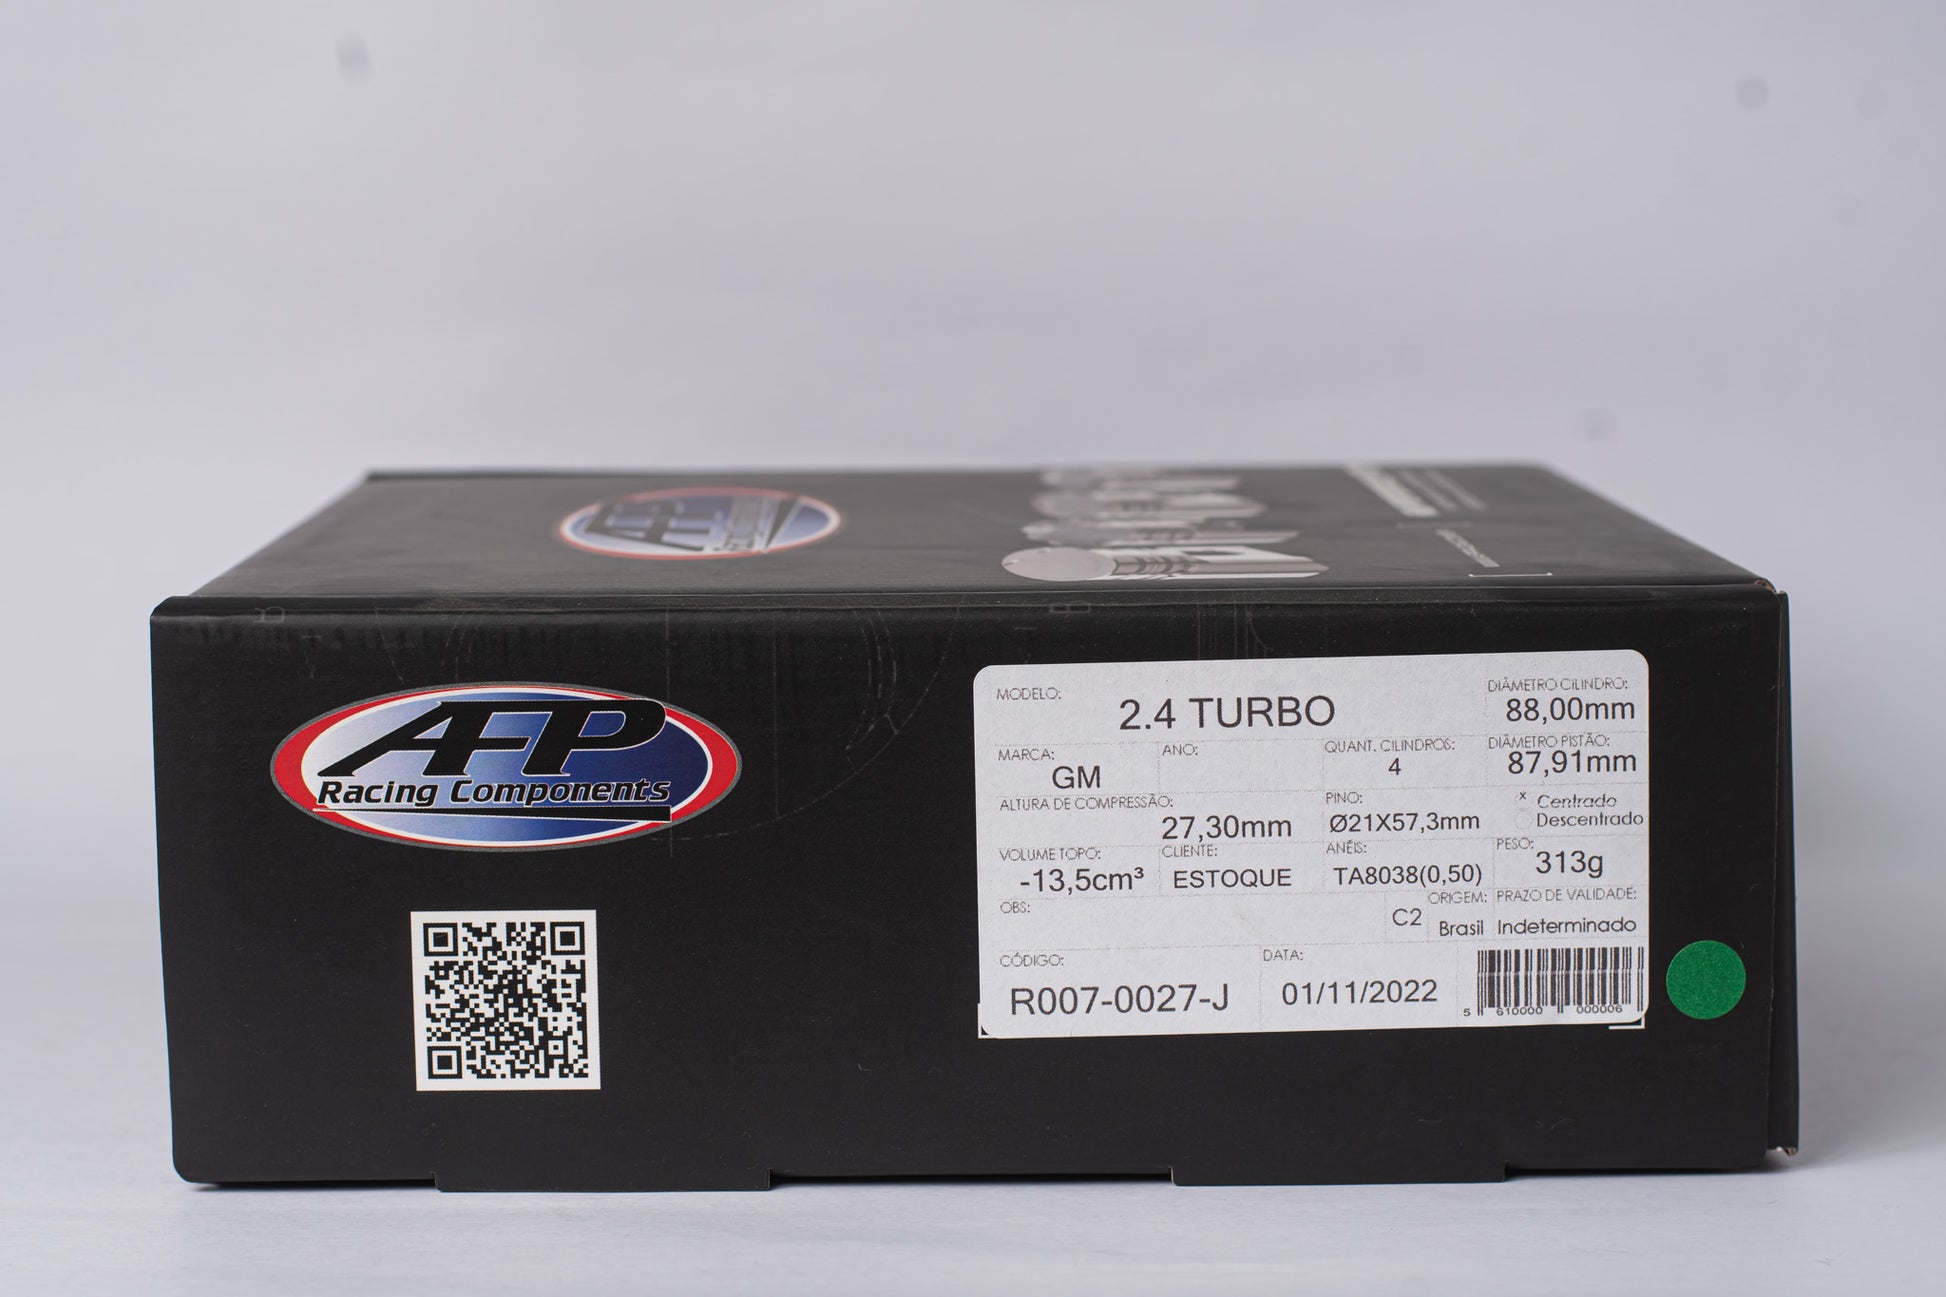 AFP
Racing Components
MODELO:
2.4 TURBO
DIÂMETRO CILINDRO:
88,00mm
MARCA:
GM
ANO:
QUANT. CILINDROS:
4
DIÂMETRO PISTÃO:
87,91mm
ALTURA DE COMPRESSÃO:
27,30mm
PINO:
Ø21X57,3mm
x Centrado
Descentrado
VOLUME TOPO:
-13,5cm³
CLIENTE:
ESTOQUE
ANÉIS:
TA8038(0,50)
PESO:
313g
OBS:
C2
ORIGEM:
Brasil
PRAZO DE VALIDADE:
Indeterminado
CÓDIGO:
R007-0027-J
DATA:
01/11/2022
5 610000 000006